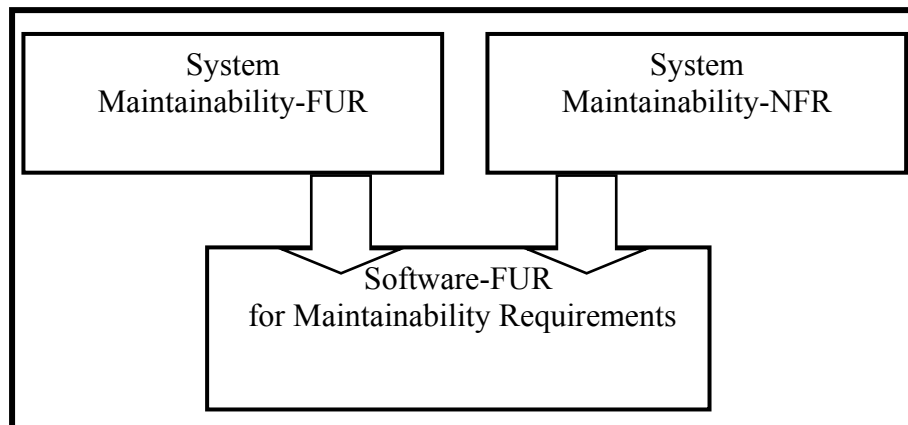 System
Maintainability-FUR
System
Maintainability-NFR
Software-FUR
for Maintainability Requirements